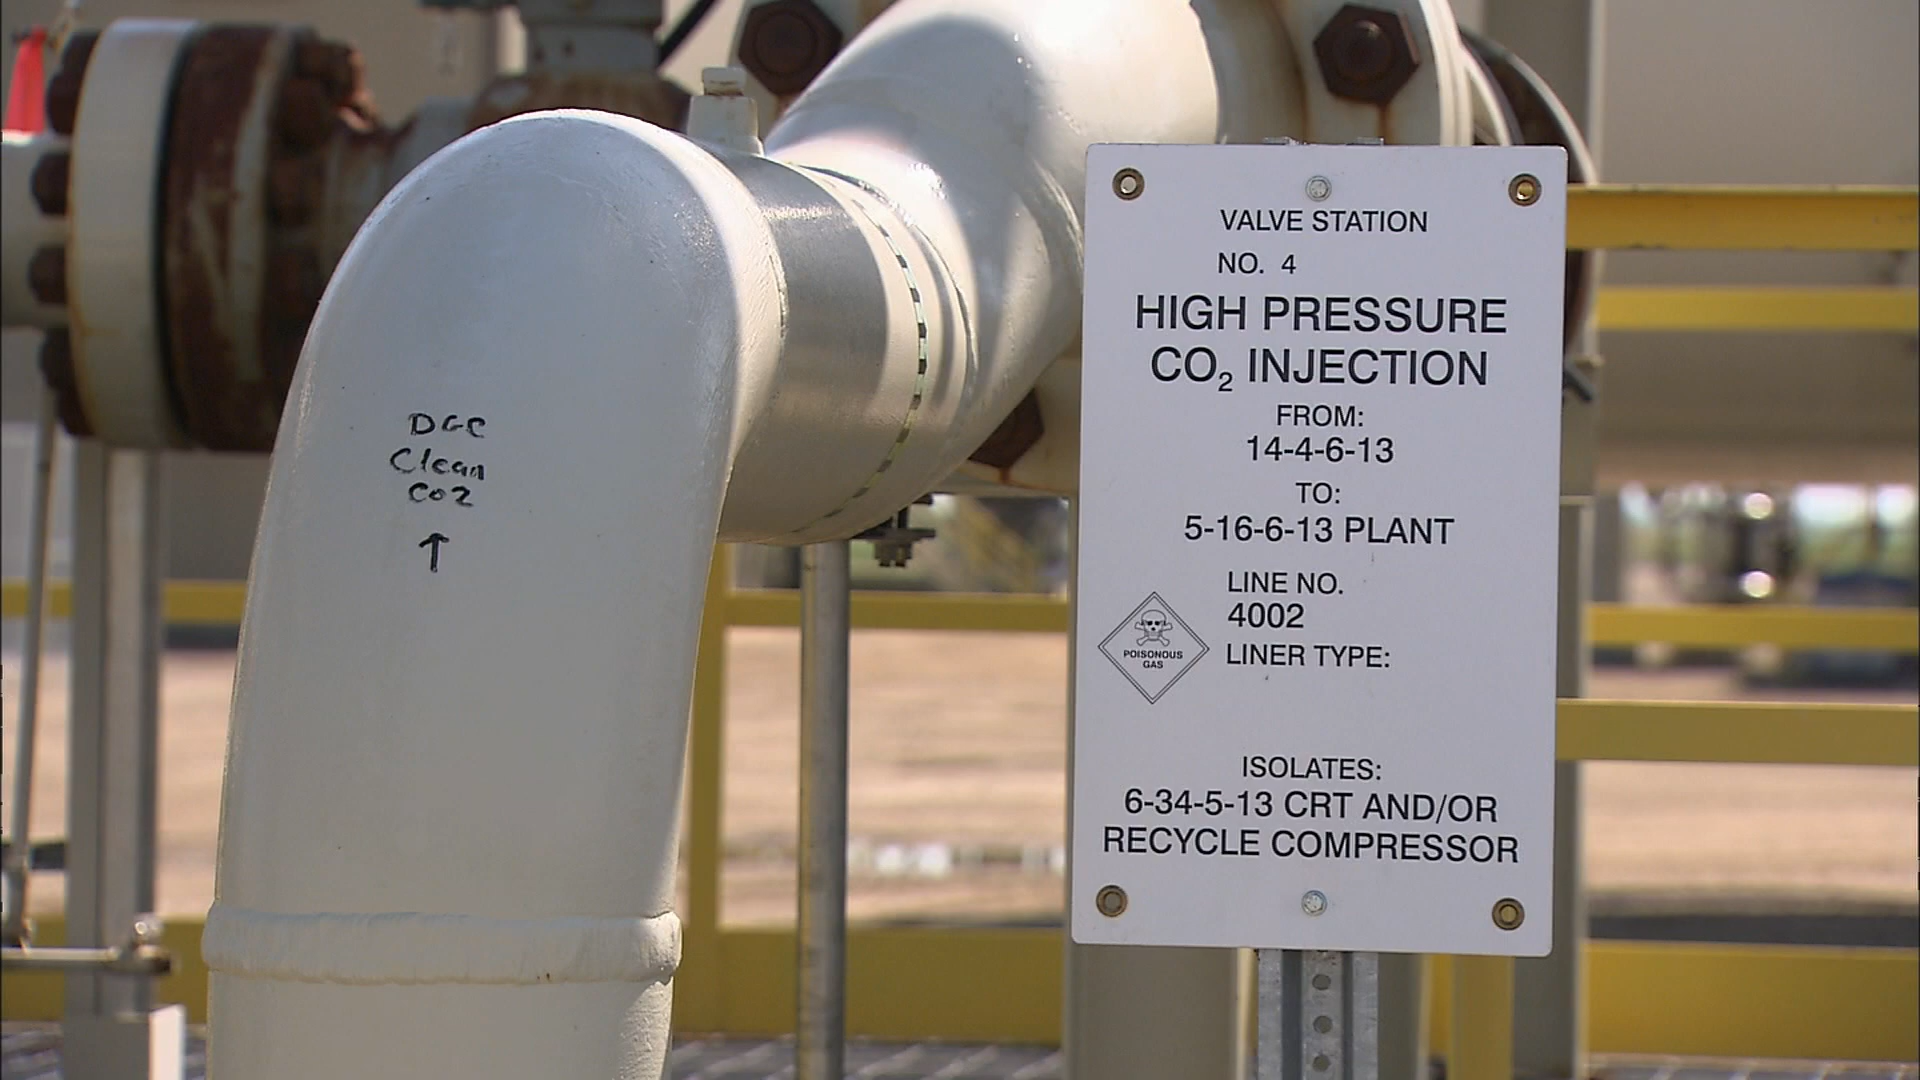 DGC
Clean
CO2
↑
VALVE STATION
NO. 4
HIGH PRESSURE
CO₂ INJECTION
FROM:
14-4-6-13
TO:
5-16-6-13 PLANT
LINE NO.
4002
LINER TYPE:
POISONOUS
GAS
ISOLATES:
6-34-5-13 CRT AND/OR
RECYCLE COMPRESSOR